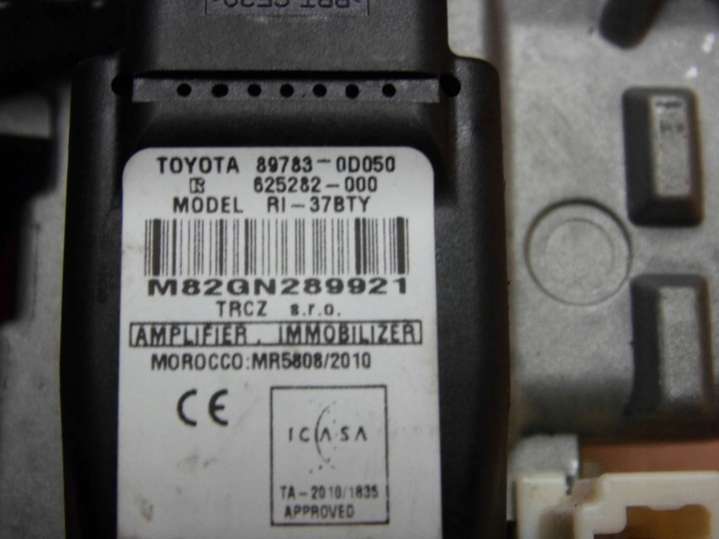 TOYOTA 89783-0D050
625282-000
MODEL RI-37BTY
M82GN289921
TRCZ s.r.o.
AMPLIFIER, IMMOBILIZER
MOROCCO:MR5808/2010
CE
ICASA
TA-2010/1835
APPROVED